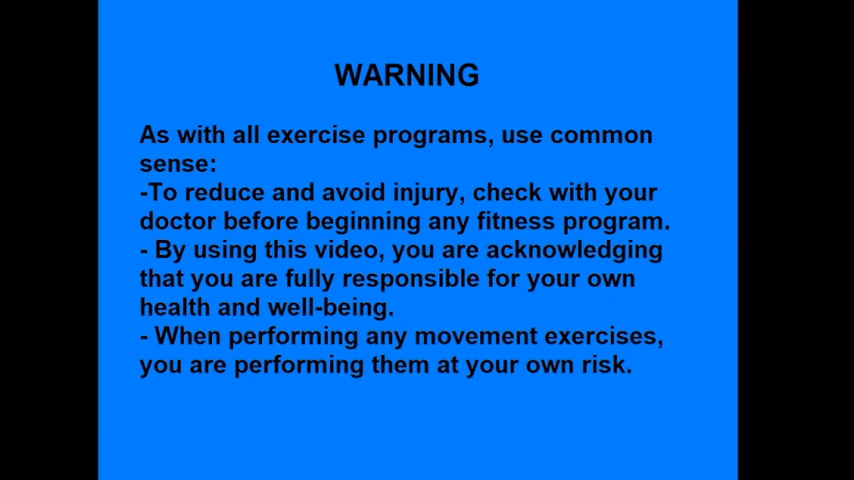 WARNING
As with all exercise programs, use common
sense:
-To reduce and avoid injury, check with your
doctor before beginning any fitness program.
- By using this video, you are acknowledging
that you are fully responsible for your own
health and well-being.
- When performing any movement exercises,
you are performing them at your own risk.